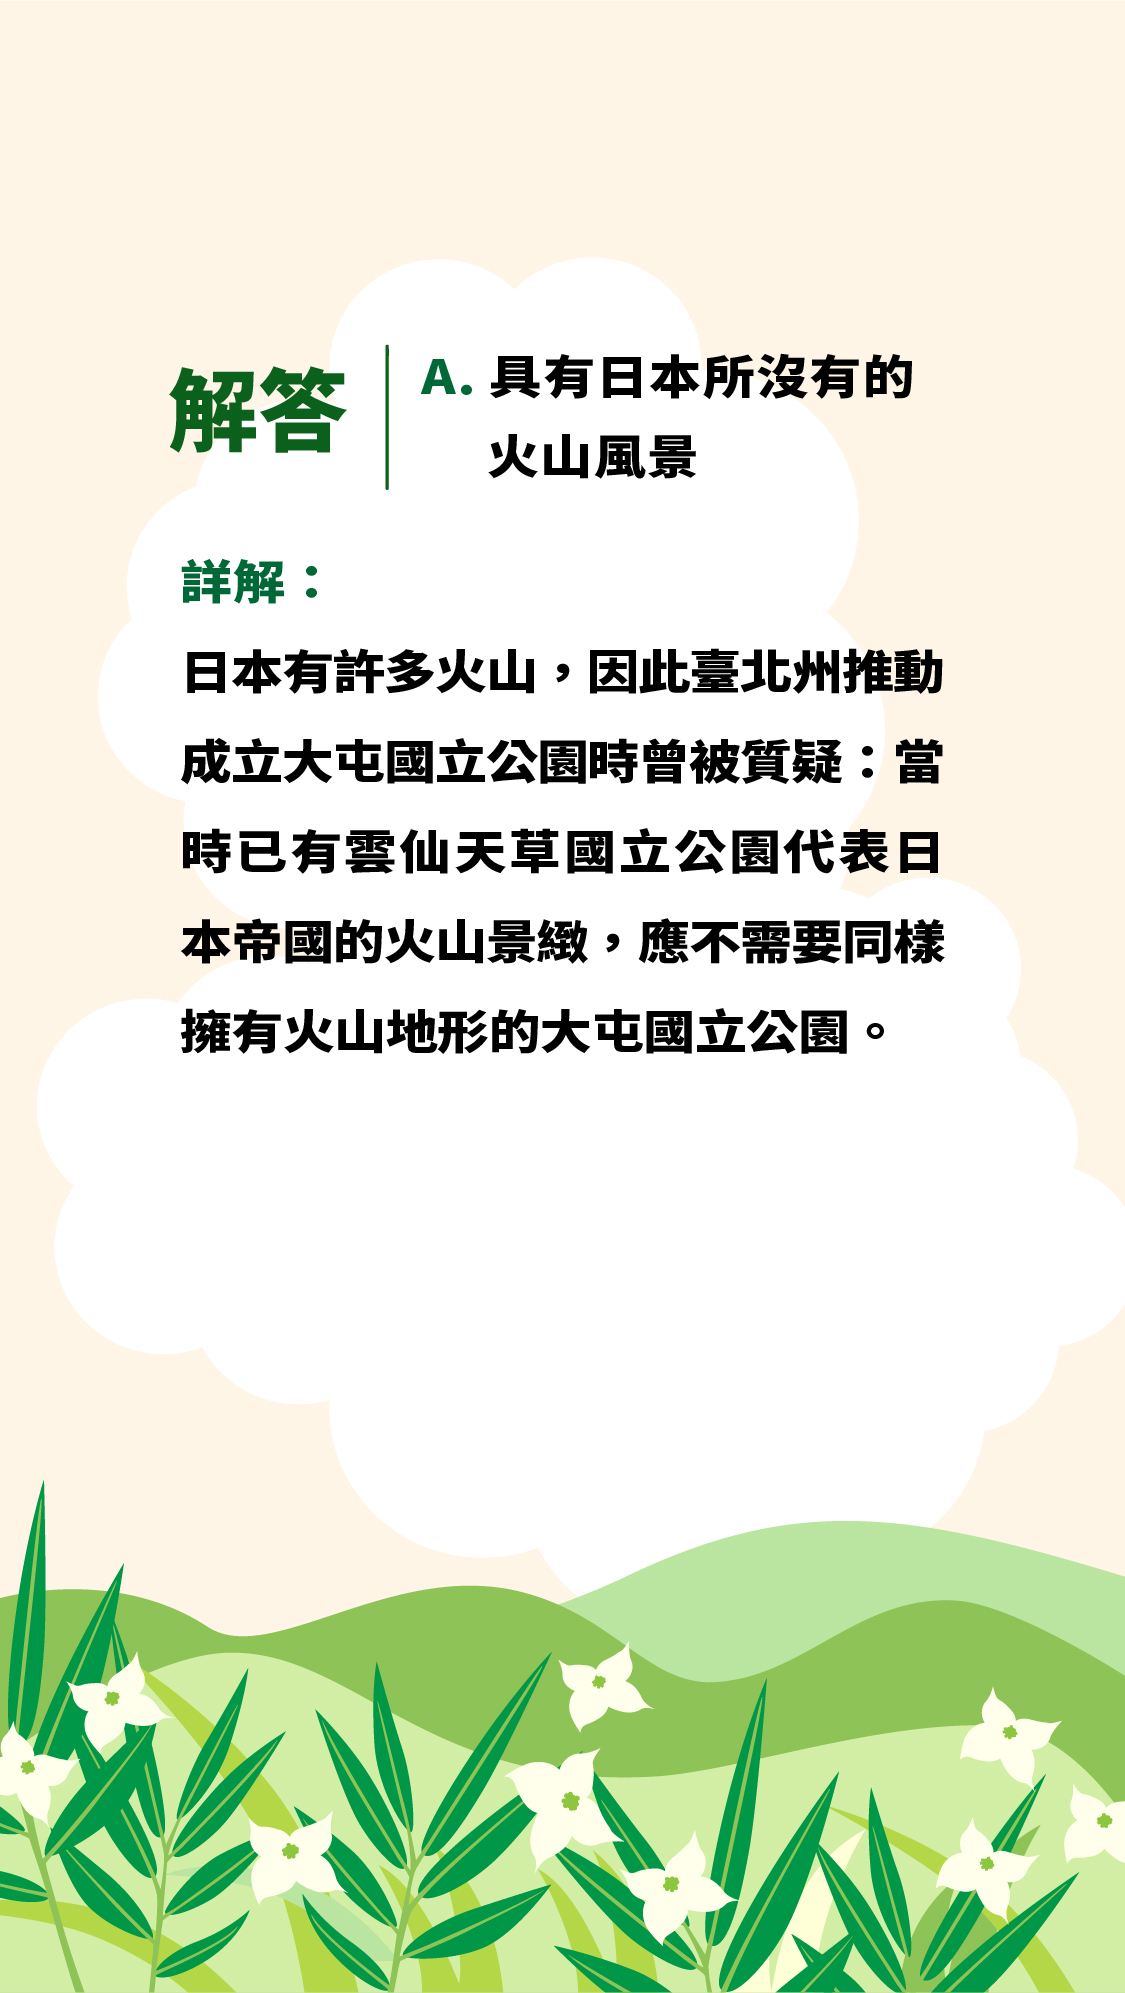 解答
A. 具有日本所沒有的
火山風景
詳解：
日本有許多火山，因此臺北州推動
成立大屯國立公園時曾被質疑：當
時已有雲仙天草國立公園代表日
本帝國的火山景緻，應不需要同樣
擁有火山地形的大屯國立公園。